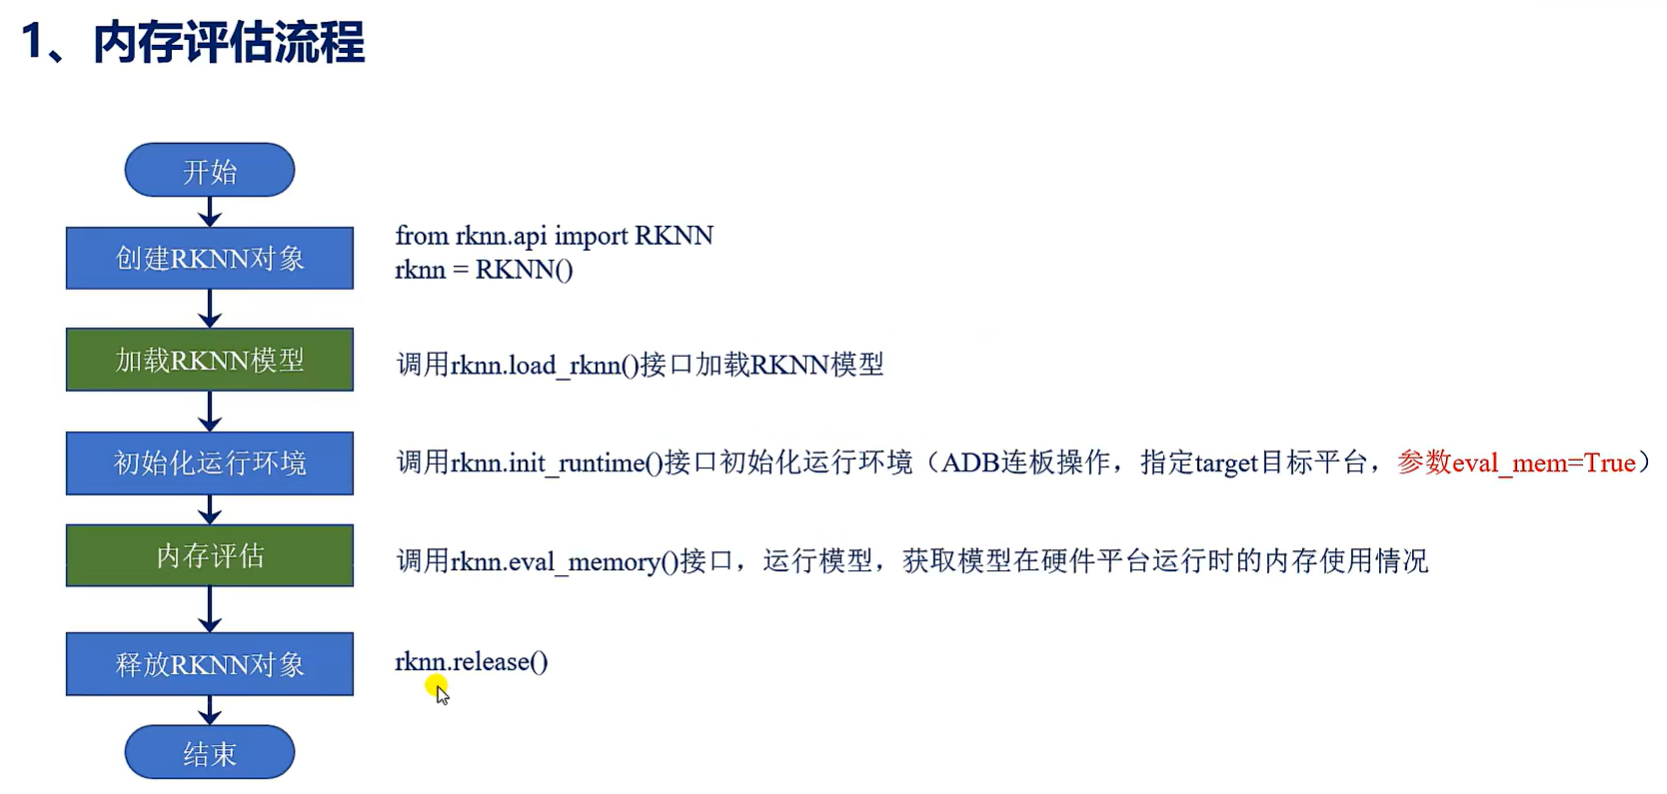 1、内存评估流程
开始
创建RKNN对象
from rknn.api import RKNN
rknn = RKNN()
加载RKNN模型
调用rknn.load_rknn()接口加载RKNN模型
初始化运行环境
调用rknn.init_runtime()接口初始化运行环境（ADB连板操作，指定target目标平台，参数eval_mem=True）
内存评估
调用rknn.eval_memory()接口，运行模型，获取模型在硬件平台运行时的内存使用情况
释放RKNN对象
rknn.release()
结束